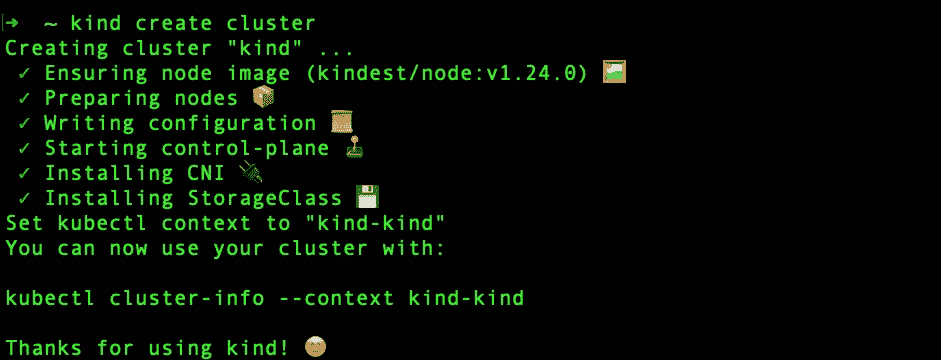 → ~ kind create cluster
Creating cluster "kind" ...
✓ Ensuring node image (kindest/node:v1.24.0) 🖼
✓ Preparing nodes 📦
✓ Writing configuration 📜
✓ Starting control-plane 🕹
✓ Installing CNI 🔌
✓ Installing StorageClass 💾
Set kubectl context to "kind-kind"
You can now use your cluster with:

kubectl cluster-info --context kind-kind

Thanks for using kind! 😊